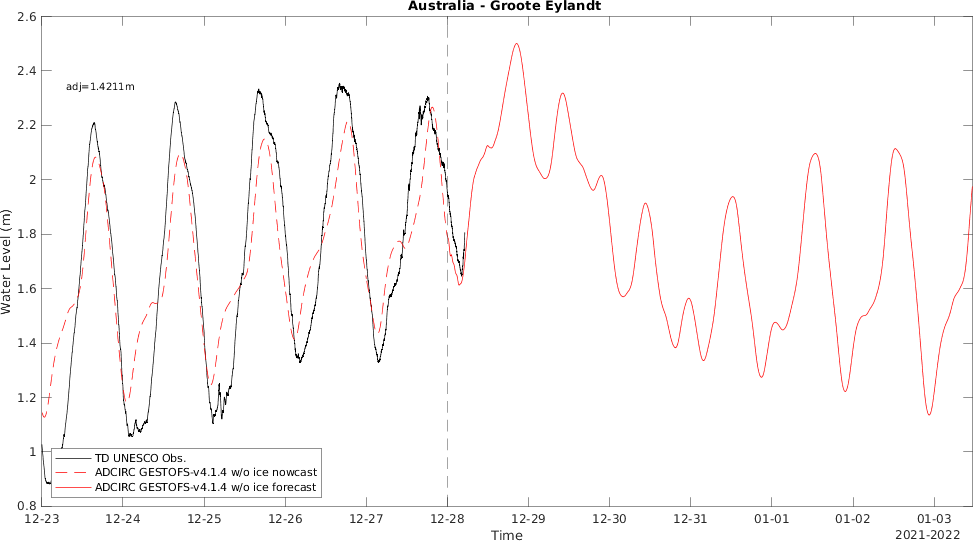 Australia - Groote Eylandt
2.6
2.4
adj=1.4211m
2.2
2
1.8
Water Level (m)
1.6
1.4
1.2
1
TD UNESCO Obs.
ADCIRC GESTOFS-v4.1.4 w/o ice nowcast
ADCIRC GESTOFS-v4.1.4 w/o ice forecast
0.8
12-23 12-24 12-25 12-26 12-27 12-28 12-29 12-30 12-31 01-01 01-02 01-03
Time
2021-2022